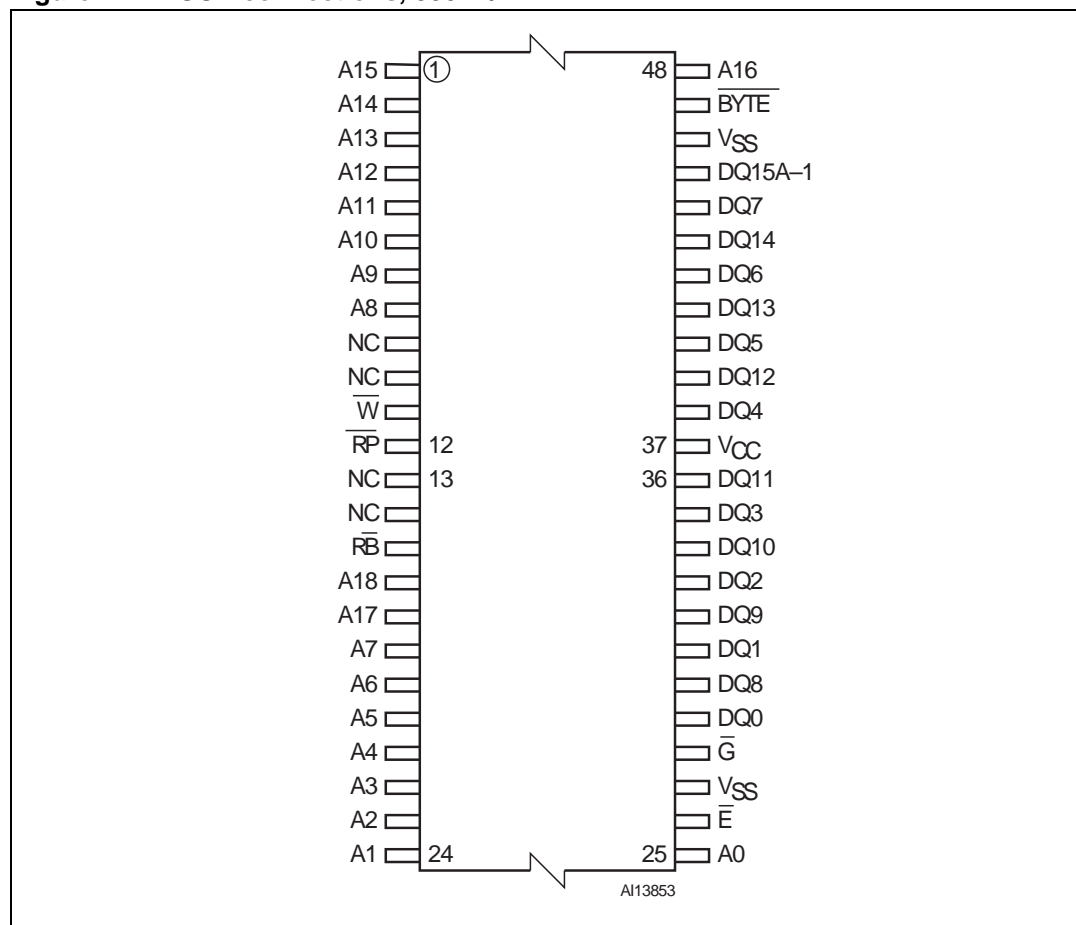 A15 1 48 A16
A14 B̅Y̅T̅E̅
A13 VSS
A12 DQ15A–1
A11 DQ7
A10 DQ14
A9 DQ6
A8 DQ13
NC DQ5
NC DQ12
W̅ DQ4
R̅P̅ 12 37 VCC
NC 13 36 DQ11
NC DQ3
RB̅ DQ10
A18 DQ2
A17 DQ9
A7 DQ1
A6 DQ8
A5 DQ0
A4 G̅
A3 VSS
A2 E̅
A1 24 25 A0
AI13853